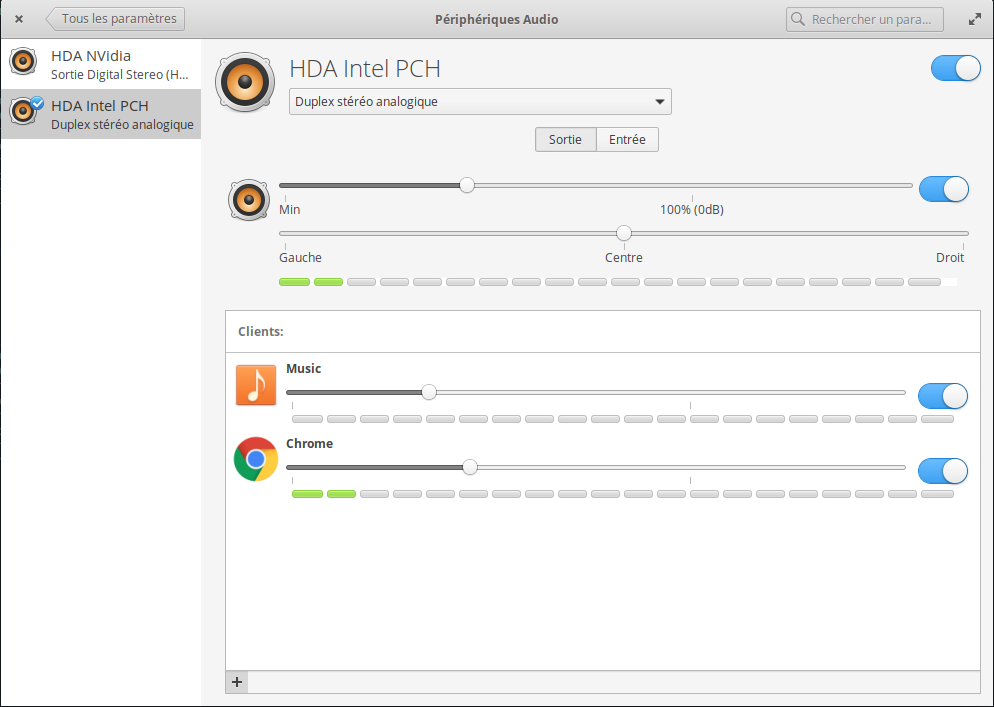 Tous les paramètres
Périphériques Audio
Rechercher un para...
HDA NVidia
Sortie Digital Stereo (H...
HDA Intel PCH
Duplex stéréo analogique
HDA Intel PCH
Duplex stéréo analogique
Sortie
Entrée
Min
100% (0dB)
Gauche
Centre
Droit
Clients:
Music
Chrome